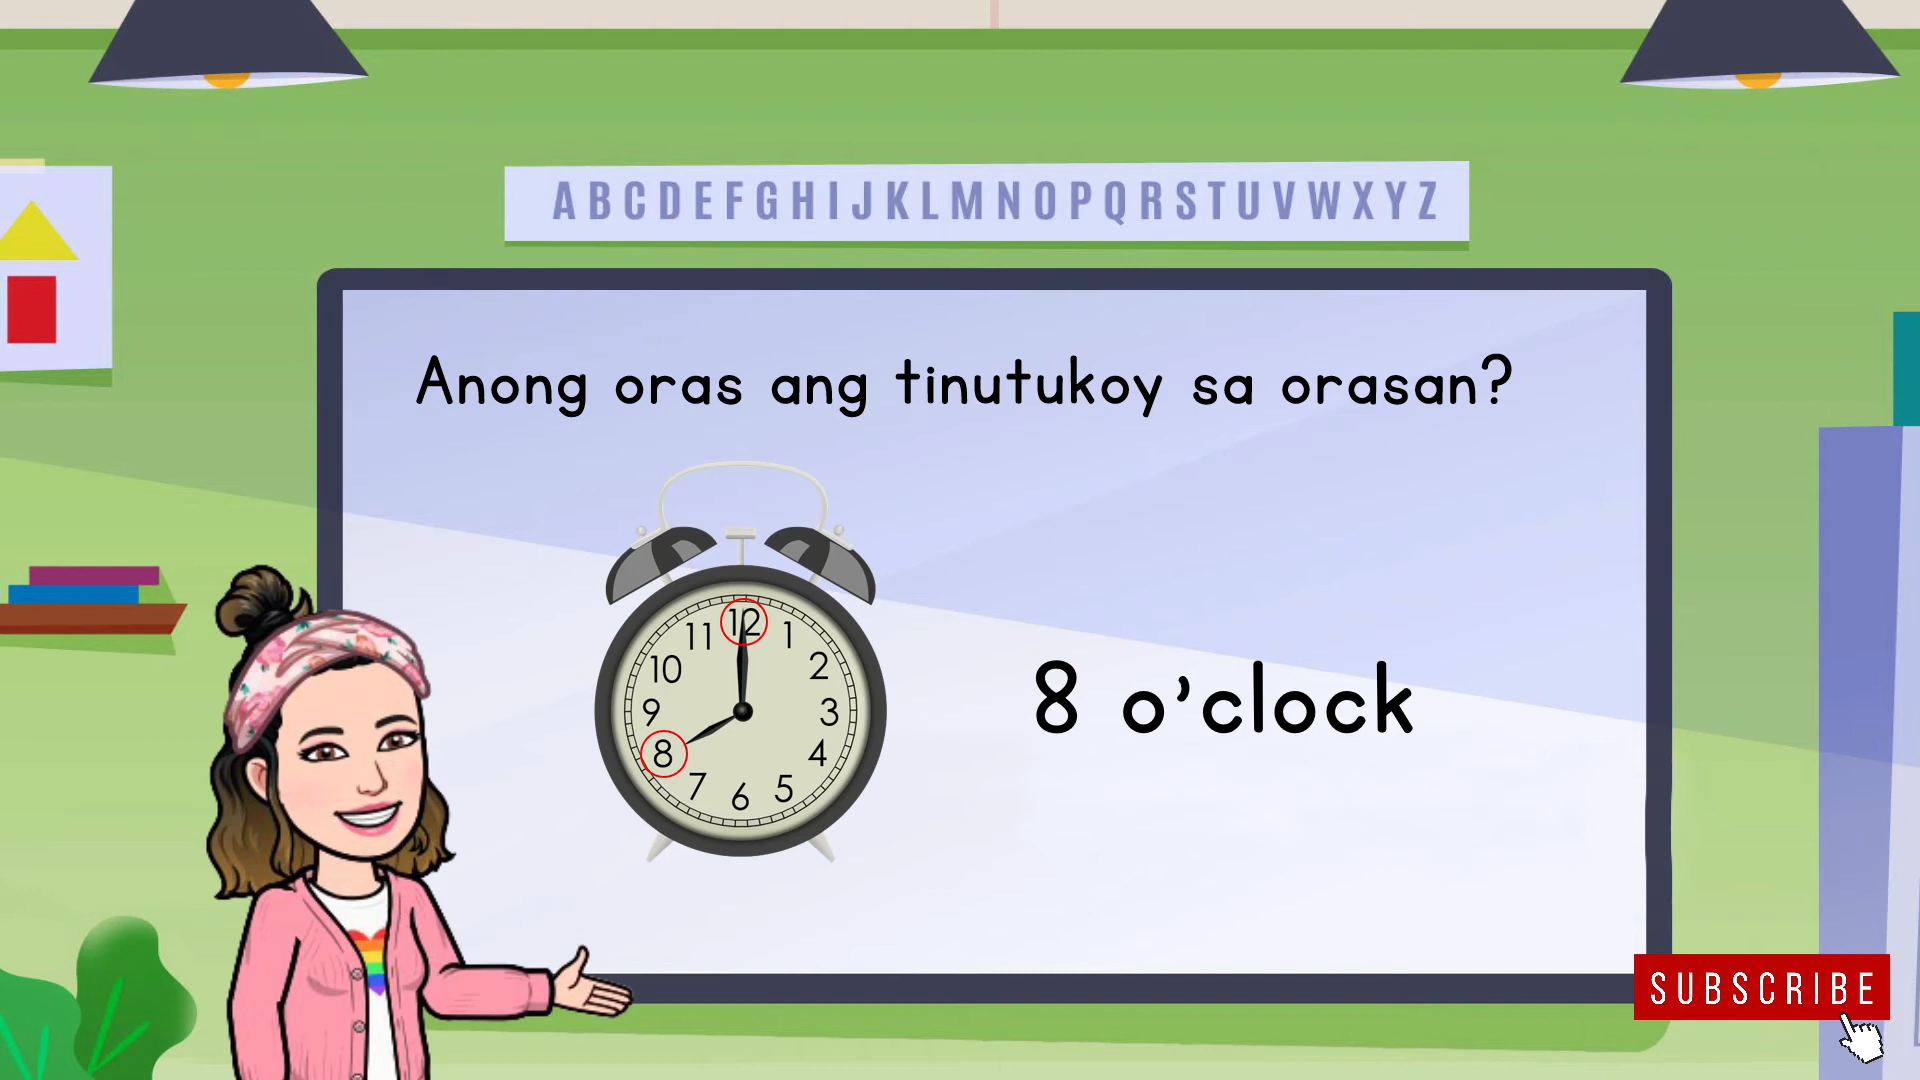 ABCDEFGHIJKLMNOPQRSTUVWXYZ
Anong oras ang tinutukoy sa orasan?
12
11 1
10 2
9 3
8 4
7 5
6
8 o'clock
SUBSCRIBE